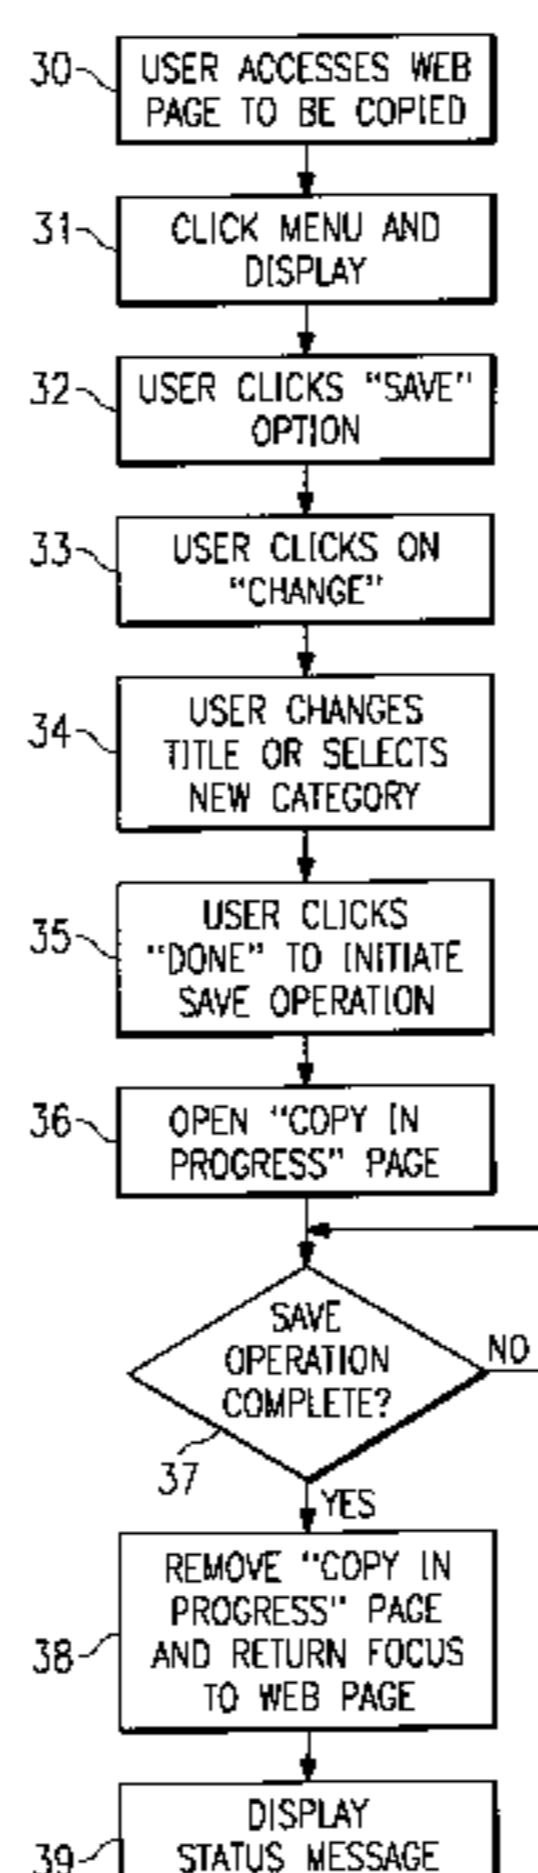 30
USER ACCESSES WEB
PAGE TO BE COPIED
31
CLICK MENU AND
DISPLAY
32
USER CLICKS "SAVE"
OPTION
33
USER CLICKS ON
"CHANGE"
34
USER CHANGES
TITLE OR SELECTS
NEW CATEGORY
35
USER CLICKS
"DONE" TO INITIATE
SAVE OPERATION
36
OPEN "COPY IN
PROGRESS" PAGE
SAVE
OPERATION
COMPLETE?
NO
37
YES
38
REMOVE "COPY IN
PROGRESS" PAGE
AND RETURN FOCUS
TO WEB PAGE
39
DISPLAY
STATUS MESSAGE